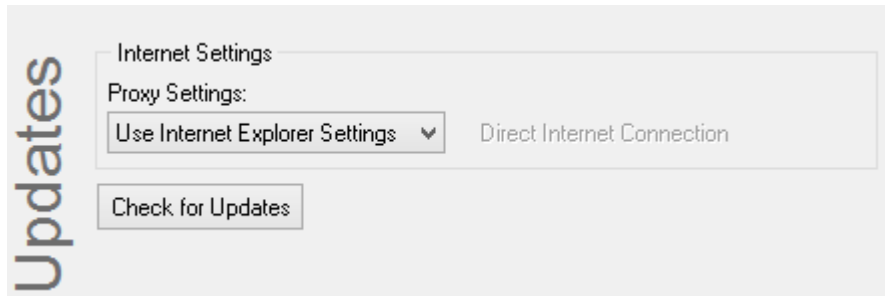 Updates
Internet Settings
Proxy Settings:
Use Internet Explorer Settings
Direct Internet Connection
Check for Updates